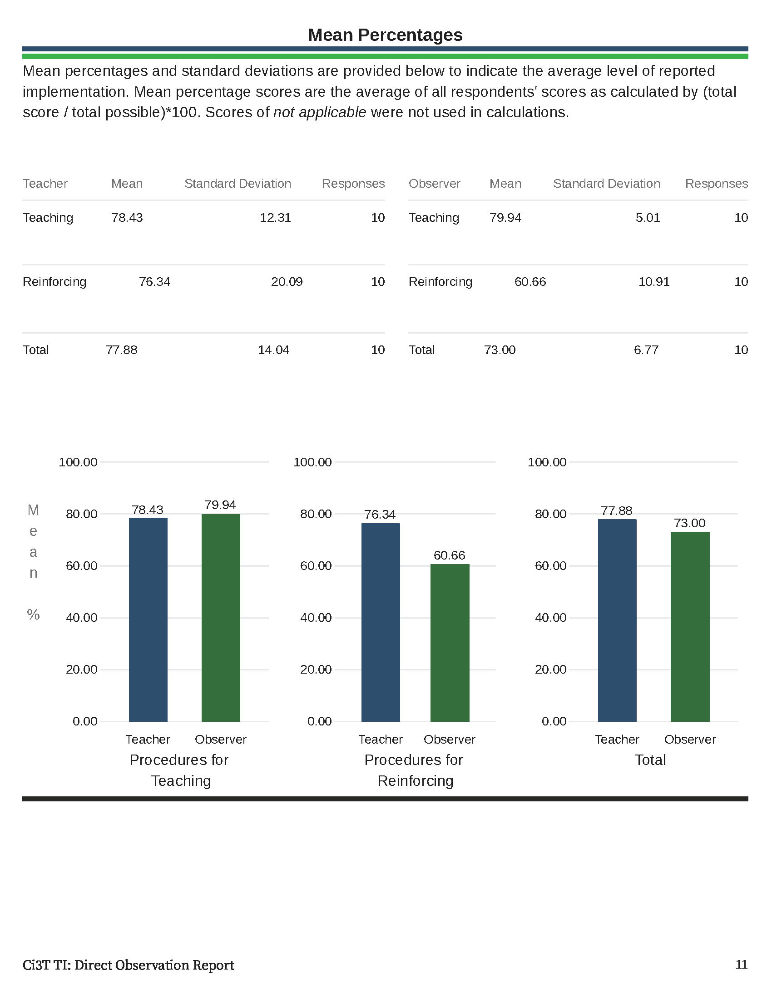 Mean Percentages
Mean percentages and standard deviations are provided below to indicate the average level of reported
implementation. Mean percentage scores are the average of all respondents' scores as calculated by (total
score / total possible)*100. Scores of not applicable were not used in calculations.
Teacher Mean Standard Deviation Responses
Teaching 78.43 12.31 10
Reinforcing 76.34 20.09 10
Total 77.88 14.04 10
Observer Mean Standard Deviation Responses
Teaching 79.94 5.01 10
Reinforcing 60.66 10.91 10
Total 73.00 6.77 10
Mean %
100.00
80.00
60.00
40.00
20.00
0.00
78.43
79.94
Teacher Observer
Procedures for
Teaching
100.00
80.00
60.00
40.00
20.00
0.00
76.34
60.66
Teacher Observer
Procedures for
Reinforcing
100.00
80.00
60.00
40.00
20.00
0.00
77.88
73.00
Teacher Observer
Total
Ci3T TI: Direct Observation Report
11